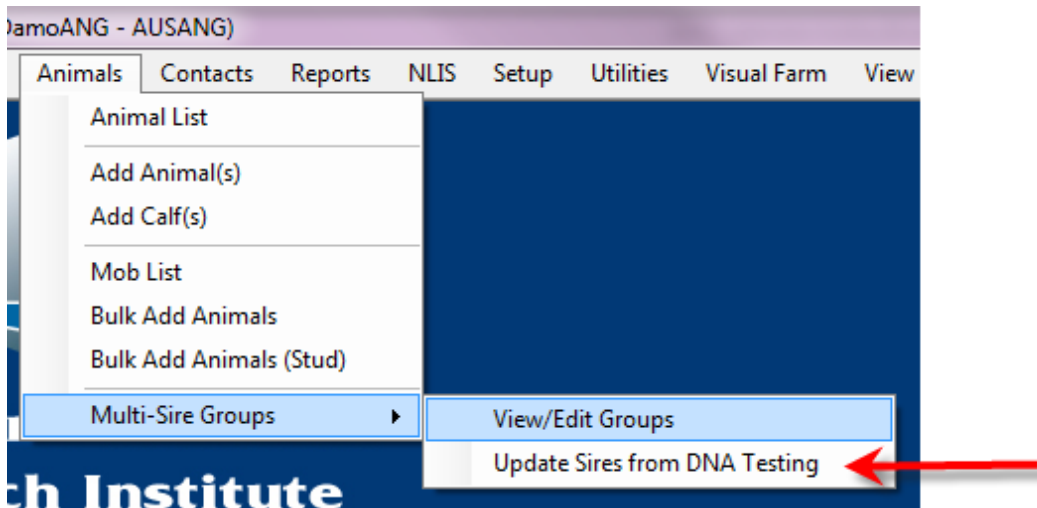 DamoANG - AUSANG)
Animals Contacts Reports NLIS Setup Utilities Visual Farm View
Animal List
Add Animal(s)
Add Calf(s)
Mob List
Bulk Add Animals
Bulk Add Animals (Stud)
Multi-Sire Groups
View/Edit Groups
Update Sires from DNA Testing
ch Institute